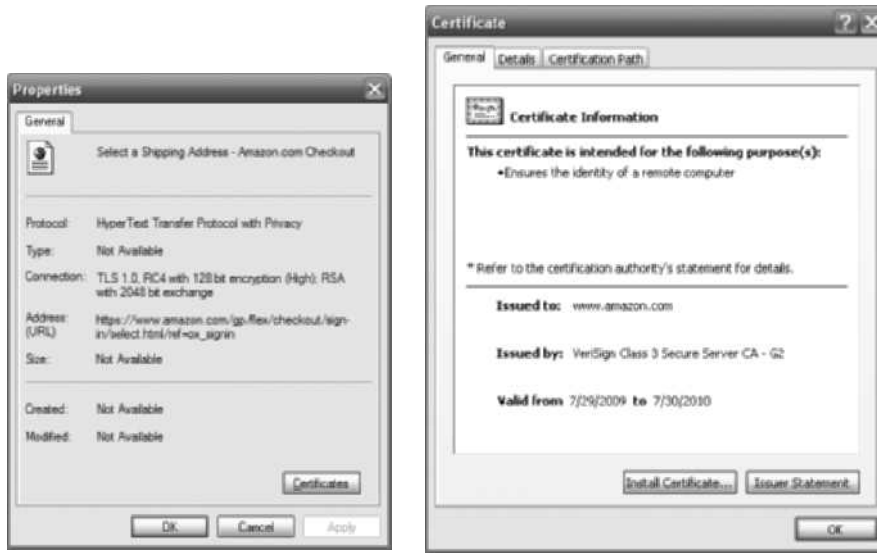 Properties
General
Select a Shipping Address - Amazon.com Checkout
Protocol: HyperText Transfer Protocol with Privacy
Type: Not Available
Connection: TLS 1.0, RC4 with 128 bit encryption (High); RSA
with 2048 bit exchange
Address: https://www.amazon.com/gp/flex/checkout/sign-
(URL) in/select.html/ref=ox_signin
Size: Not Available
Created: Not Available
Modified: Not Available
Certificates
OK Cancel Apply
Certificate
General Details Certification Path
Certificate Information
This certificate is intended for the following purpose(s):
•Ensures the identity of a remote computer
* Refer to the certification authority's statement for details.
Issued to: www.amazon.com
Issued by: VeriSign Class 3 Secure Server CA - G2
Valid from 7/29/2009 to 7/30/2010
Install Certificate... Issuer Statement
OK